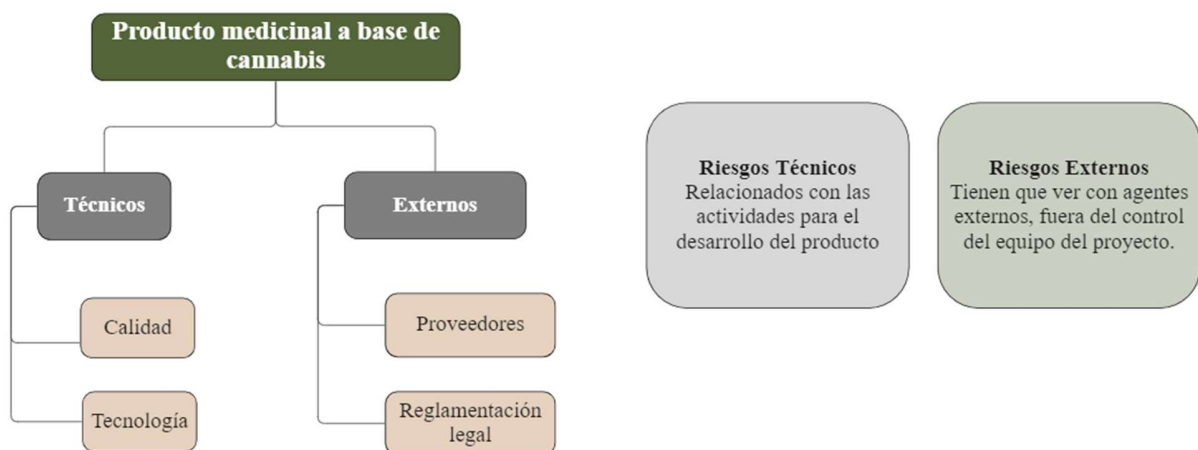 Producto medicinal a base de
cannabis
Técnicos
Externos
Calidad
Proveedores
Tecnología
Reglamentación
legal
Riesgos Técnicos
Relacionados con las
actividades para el
desarrollo del producto
Riesgos Externos
Tienen que ver con agentes
externos, fuera del control
del equipo del proyecto.